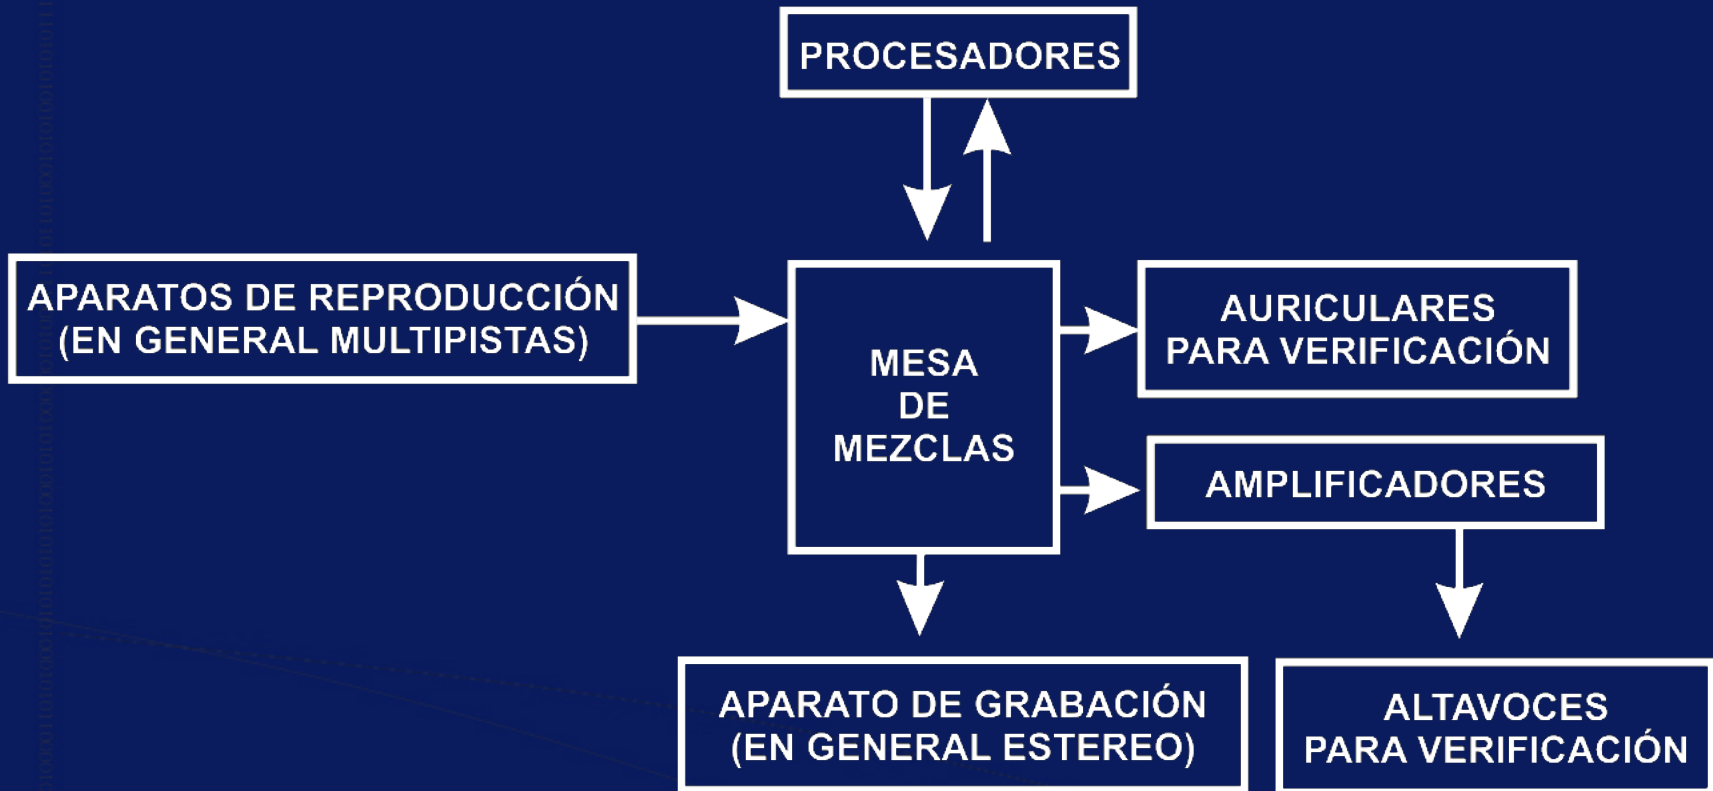 PROCESADORES
APARATOS DE REPRODUCCIÓN
(EN GENERAL MULTIPISTAS)
MESA
DE
MEZCLAS
AURICULARES
PARA VERIFICACIÓN
AMPLIFICADORES
APARATO DE GRABACIÓN
(EN GENERAL ESTEREO)
ALTAVOCES
PARA VERIFICACIÓN